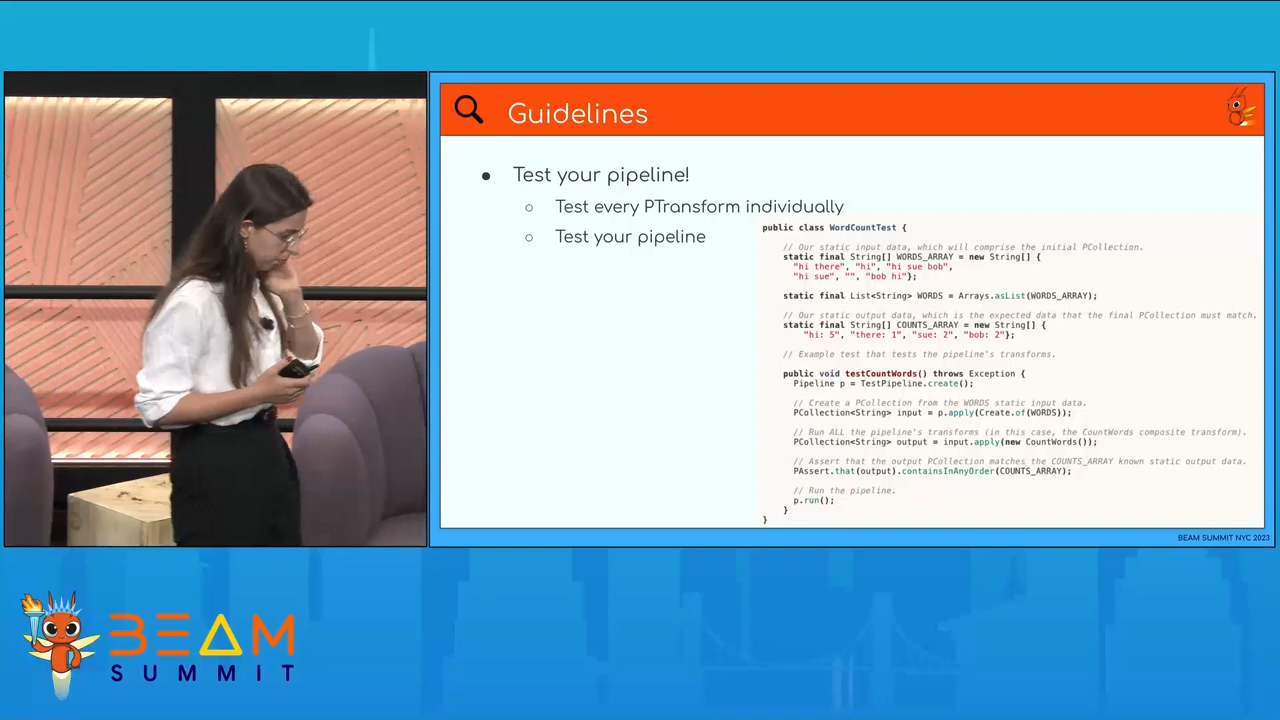 Guidelines
● Test your pipeline!
○ Test every PTransform individually
○ Test your pipeline
public class WordCountTest {
// Our static input data, which will comprise the initial PCollection.
static final String[] WORDS_ARRAY = new String[] {
"hi there", "hi", "hi sue bob",
"hi sue", "", "bob hi"};
static final List<String> WORDS = Arrays.asList(WORDS_ARRAY);
// Our static output data, which is the expected data that the final PCollection must match.
static final String[] COUNTS_ARRAY = new String[] {
"hi: 5", "there: 1", "sue: 2", "bob: 2"};
// Example test that tests the pipeline's transforms.
public void testCountWords() throws Exception {
Pipeline p = TestPipeline.create();
// Create a PCollection from the WORDS static input data.
PCollection<String> input = p.apply(Create.of(WORDS));
// Run ALL the pipeline's transforms (in this case, the CountWords composite transform).
PCollection<String> output = input.apply(new CountWords());
// Assert that the output PCollection matches the COUNTS_ARRAY known static output data.
PAssert.that(output).containsInAnyOrder(COUNTS_ARRAY);
// Run the pipeline.
p.run();
}
}
BEAM SUMMIT NYC 2023
BEAM
SUMMIT